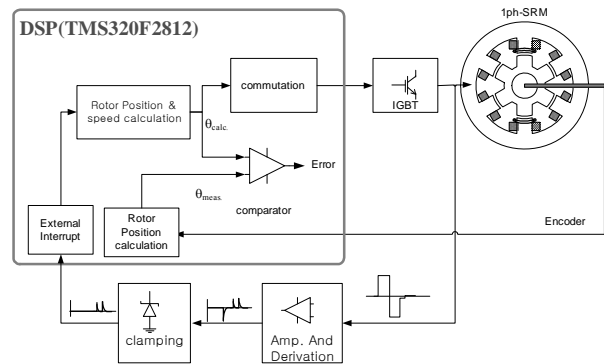 1ph-SRM
DSP(TMS320F2812)
Rotor Position &
speed calculation
commutation
IGBT
θcalc.
Error
θmeas.
comparator
External
Interrupt
Rotor
Position
calculation
Encoder
clamping
Amp. And
Derivation